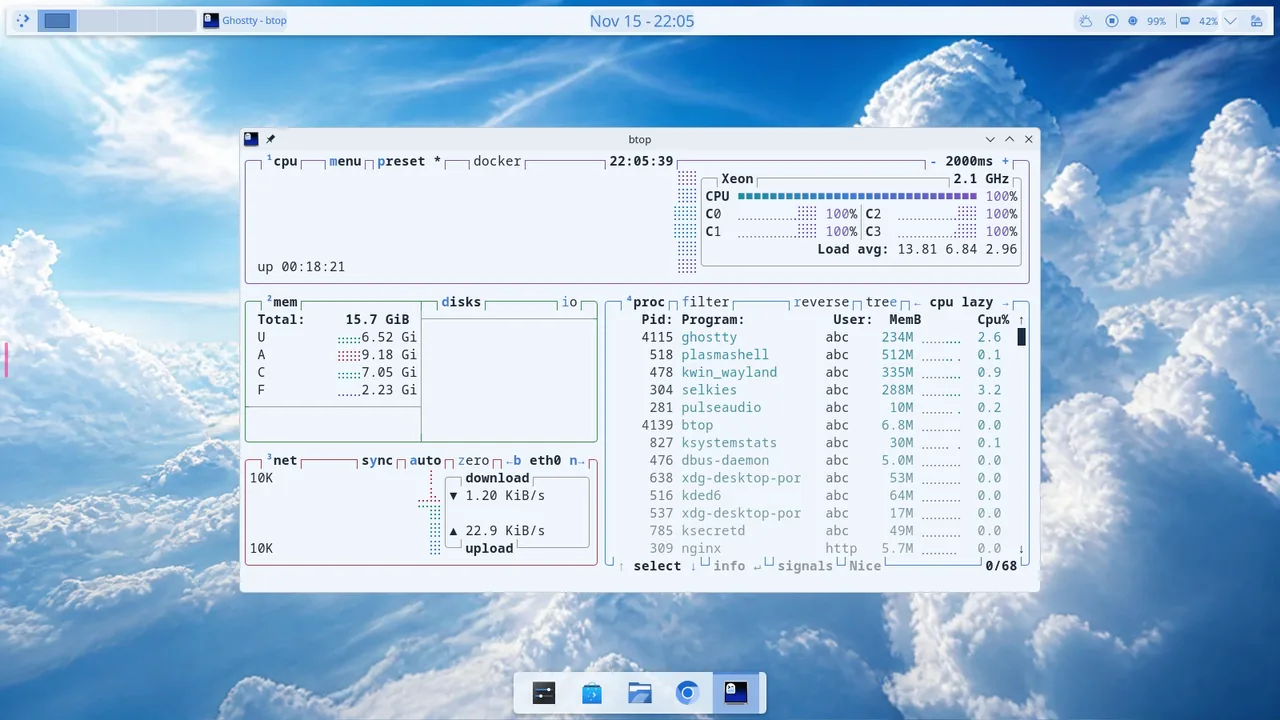 Ghostty - btop
Nov 15 - 22:05
99%
42%
btop
¹cpu menu preset * docker 22:05:39 - 2000ms +
Xeon 2.1 GHz
CPU 100%
C0 100% C2 100%
C1 100% C3 100%
Load avg: 13.81 6.84 2.96
up 00:18:21
²mem disks io
Total: 15.7 GiB
U 6.52 Gi
A 9.18 Gi
C 7.05 Gi
F 2.23 Gi
³net sync auto zero ←b eth0 n→
10K download
▼ 1.20 KiB/s
▲ 22.9 KiB/s
10K upload
⁴proc filter reverse tree ← cpu lazy →
Pid: Program: User: MemB Cpu% ↑
4115 ghostty abc 234M 2.6
518 plasmashell abc 512M 0.1
478 kwin_wayland abc 335M 0.9
304 selkies abc 288M 3.2
281 pulseaudio abc 10M 0.2
4139 btop abc 6.8M 0.0
827 ksystemstats abc 30M 0.1
476 dbus-daemon abc 5.0M 0.0
638 xdg-desktop-por abc 53M 0.0
516 kded6 abc 64M 0.0
537 xdg-desktop-por abc 17M 0.0
785 ksecretd abc 49M 0.0
309 nginx http 5.7M 0.0 ↓
↑ select ↓ info ↵ signals Nice 0/68